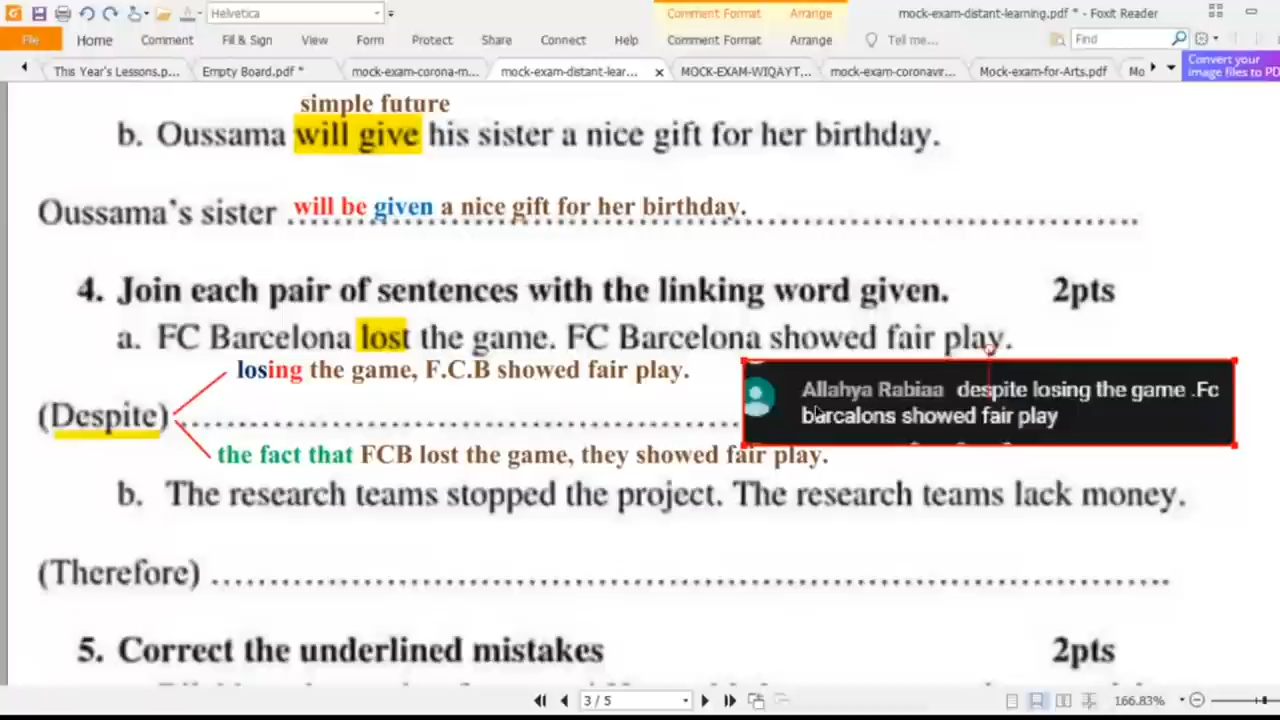 Helvetica
Comment Format Arrange
mock-exam-distant-learning.pdf * - Foxit Reader
File Home Comment Fill & Sign View Form Protect Share Connect Help Comment Format Arrange Tell me... Find
This Year's Lessons.p... Empty Board.pdf * mock-exam-corona-m... mock-exam-distant-lear... MOCK-EXAM-WIQAYT... mock-exam-coronavr... Mock-exam-for-Arts.pdf Mo
Convert your
image files to PD
simple future
b. Oussama will give his sister a nice gift for her birthday.
Oussama's sister will be given a nice gift for her birthday.
4. Join each pair of sentences with the linking word given. 2pts
a. FC Barcelona lost the game. FC Barcelona showed fair play.
losing the game, F.C.B showed fair play.
Allahya Rabiaa despite losing the game .Fc
barcalons showed fair play
(Despite)
the fact that FCB lost the game, they showed fair play.
b. The research teams stopped the project. The research teams lack money.
(Therefore)
5. Correct the underlined mistakes 2pts
3 / 5
166.83%